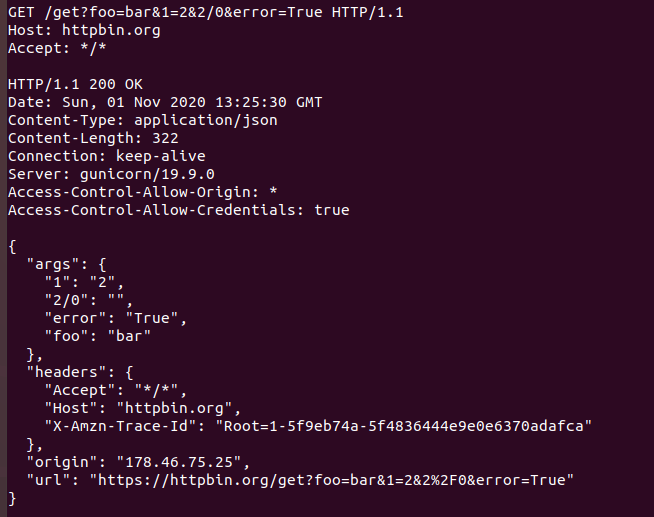 GET /get?foo=bar&1=2&2/0&error=True HTTP/1.1
Host: httpbin.org
Accept: */*

HTTP/1.1 200 OK
Date: Sun, 01 Nov 2020 13:25:30 GMT
Content-Type: application/json
Content-Length: 322
Connection: keep-alive
Server: gunicorn/19.9.0
Access-Control-Allow-Origin: *
Access-Control-Allow-Credentials: true

{
  "args": {
    "1": "2",
    "2/0": "",
    "error": "True",
    "foo": "bar"
  },
  "headers": {
    "Accept": "*/*",
    "Host": "httpbin.org",
    "X-Amzn-Trace-Id": "Root=1-5f9eb74a-5f4836444e9e0e6370adafca"
  },
  "origin": "178.46.75.25",
  "url": "https://httpbin.org/get?foo=bar&1=2&2%2F0&error=True"
}